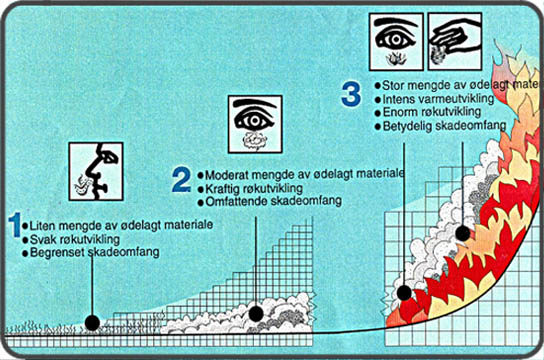 1
•Liten mengde av ødelagt materiale
•Svak røkutvikling
•Begrenset skadeomfang
2
•Moderat mengde av ødelagt materiale
•Kraftig røkutvikling
•Omfattende skadeomfang
3
•Stor mengde av ødelagt mater
•Intens varmeutvikling
•Enorm røkutvikling
•Betydelig skadeomfang